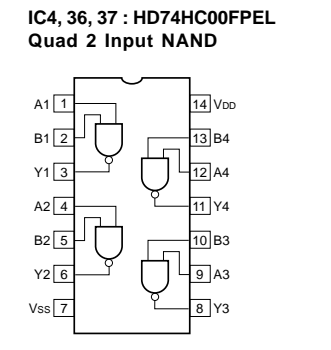 IC4, 36, 37 : HD74HC00FPEL
Quad 2 Input NAND
A1 1 14 VDD
B1 2 13 B4
Y1 3 12 A4
A2 4 11 Y4
B2 5 10 B3
Y2 6 9 A3
Vss 7 8 Y3